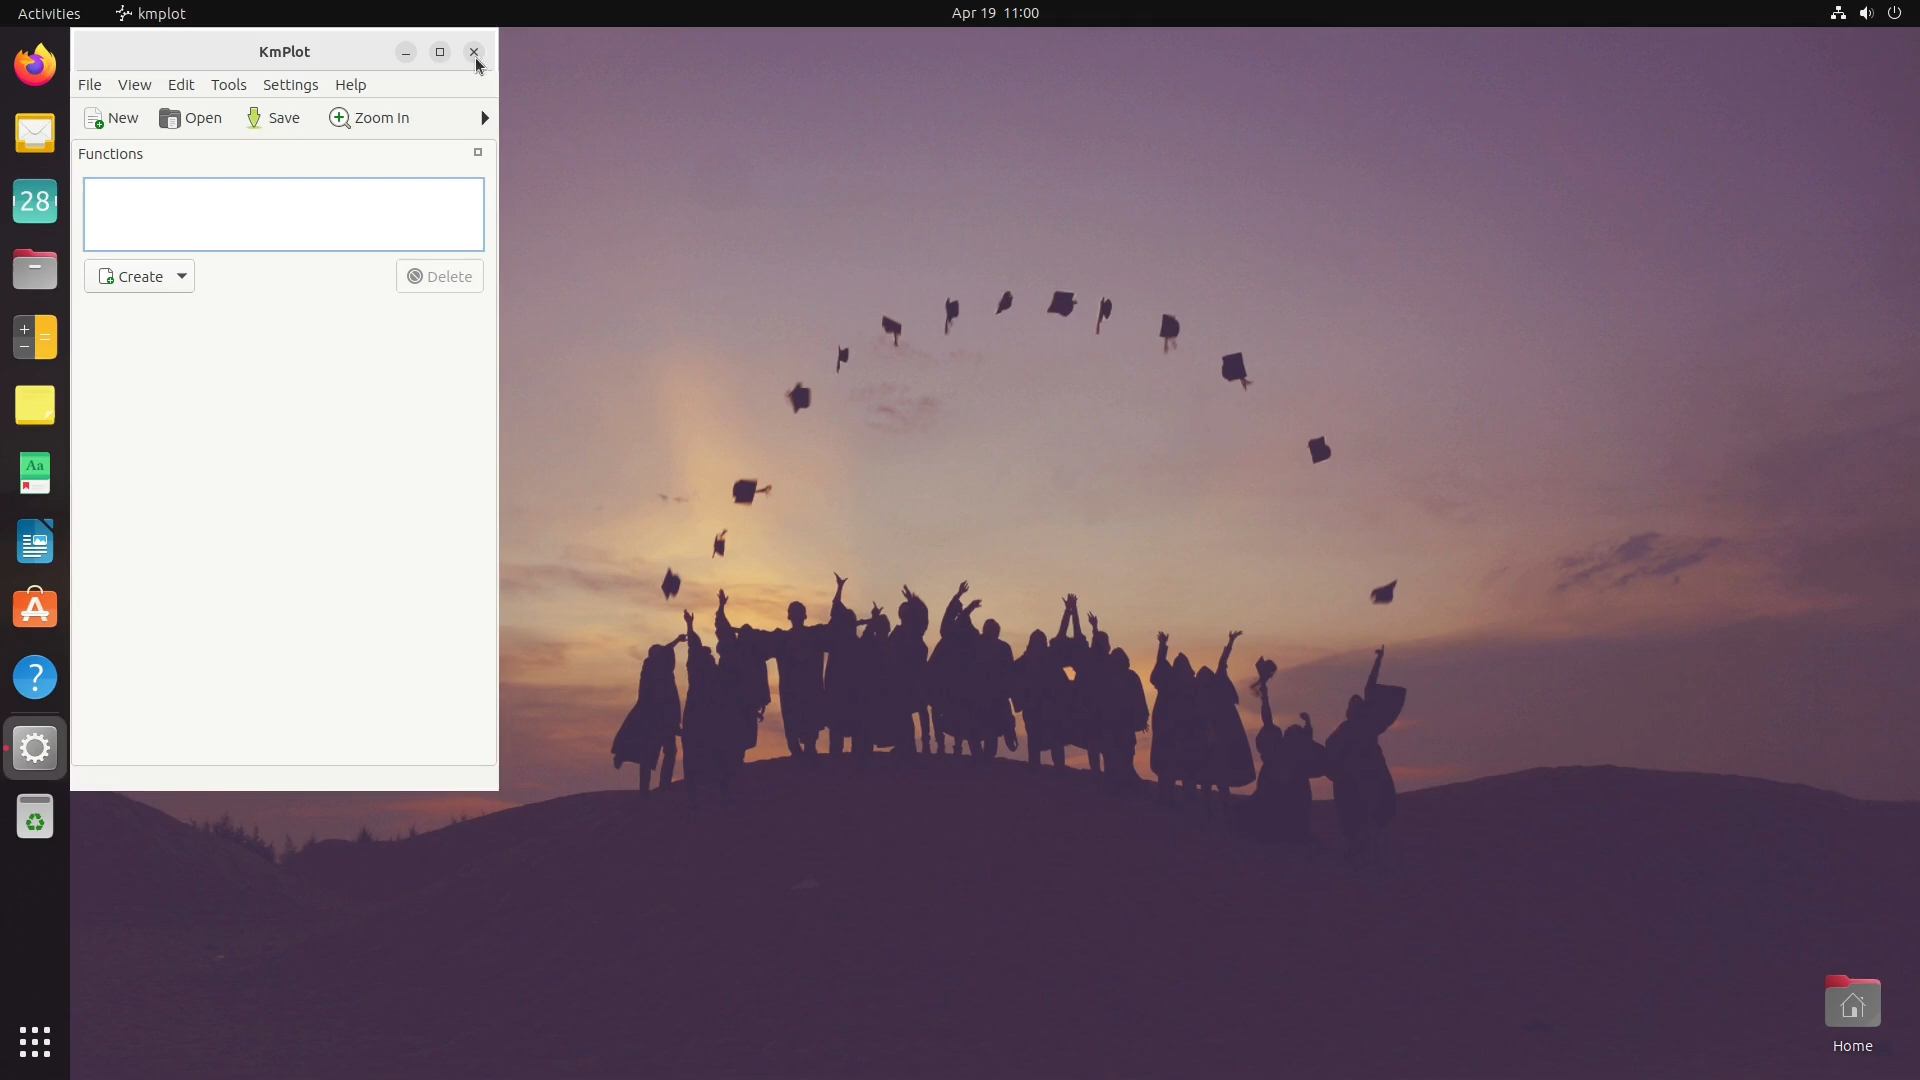 Activities
kmplot
Apr 19 11:00
KmPlot
File View Edit Tools Settings Help
New Open Save Zoom In
Functions
28
Create Delete
Aa
?
Home